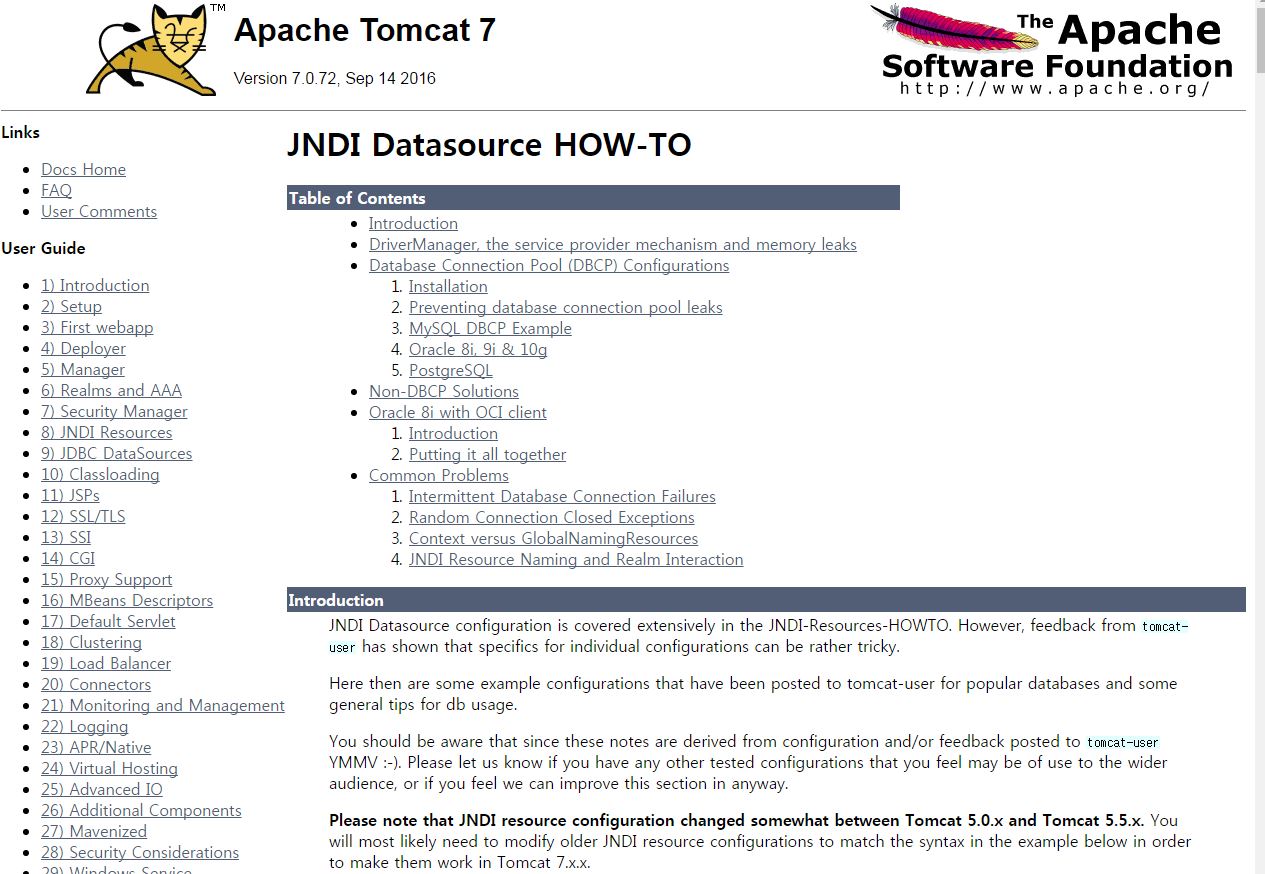 TM
Apache Tomcat 7
Version 7.0.72, Sep 14 2016
The Apache
Software Foundation
http://www.apache.org/
Links
Docs Home
FAQ
User Comments
User Guide
1) Introduction
2) Setup
3) First webapp
4) Deployer
5) Manager
6) Realms and AAA
7) Security Manager
8) JNDI Resources
9) JDBC DataSources
10) Classloading
11) JSPs
12) SSL/TLS
13) SSI
14) CGI
15) Proxy Support
16) MBeans Descriptors
17) Default Servlet
18) Clustering
19) Load Balancer
20) Connectors
21) Monitoring and Management
22) Logging
23) APR/Native
24) Virtual Hosting
25) Advanced IO
26) Additional Components
27) Mavenized
28) Security Considerations
29) Windows Service
JNDI Datasource HOW-TO
Table of Contents
Introduction
DriverManager, the service provider mechanism and memory leaks
Database Connection Pool (DBCP) Configurations
1. Installation
2. Preventing database connection pool leaks
3. MySQL DBCP Example
4. Oracle 8i, 9i & 10g
5. PostgreSQL
Non-DBCP Solutions
Oracle 8i with OCI client
1. Introduction
2. Putting it all together
Common Problems
1. Intermittent Database Connection Failures
2. Random Connection Closed Exceptions
3. Context versus GlobalNamingResources
4. JNDI Resource Naming and Realm Interaction
Introduction
JNDI Datasource configuration is covered extensively in the JNDI-Resources-HOWTO. However, feedback from tomcat-
user has shown that specifics for individual configurations can be rather tricky.
Here then are some example configurations that have been posted to tomcat-user for popular databases and some
general tips for db usage.
You should be aware that since these notes are derived from configuration and/or feedback posted to tomcat-user
YMMV :-). Please let us know if you have any other tested configurations that you feel may be of use to the wider
audience, or if you feel we can improve this section in anyway.
Please note that JNDI resource configuration changed somewhat between Tomcat 5.0.x and Tomcat 5.5.x. You
will most likely need to modify older JNDI resource configurations to match the syntax in the example below in order
to make them work in Tomcat 7.x.x.